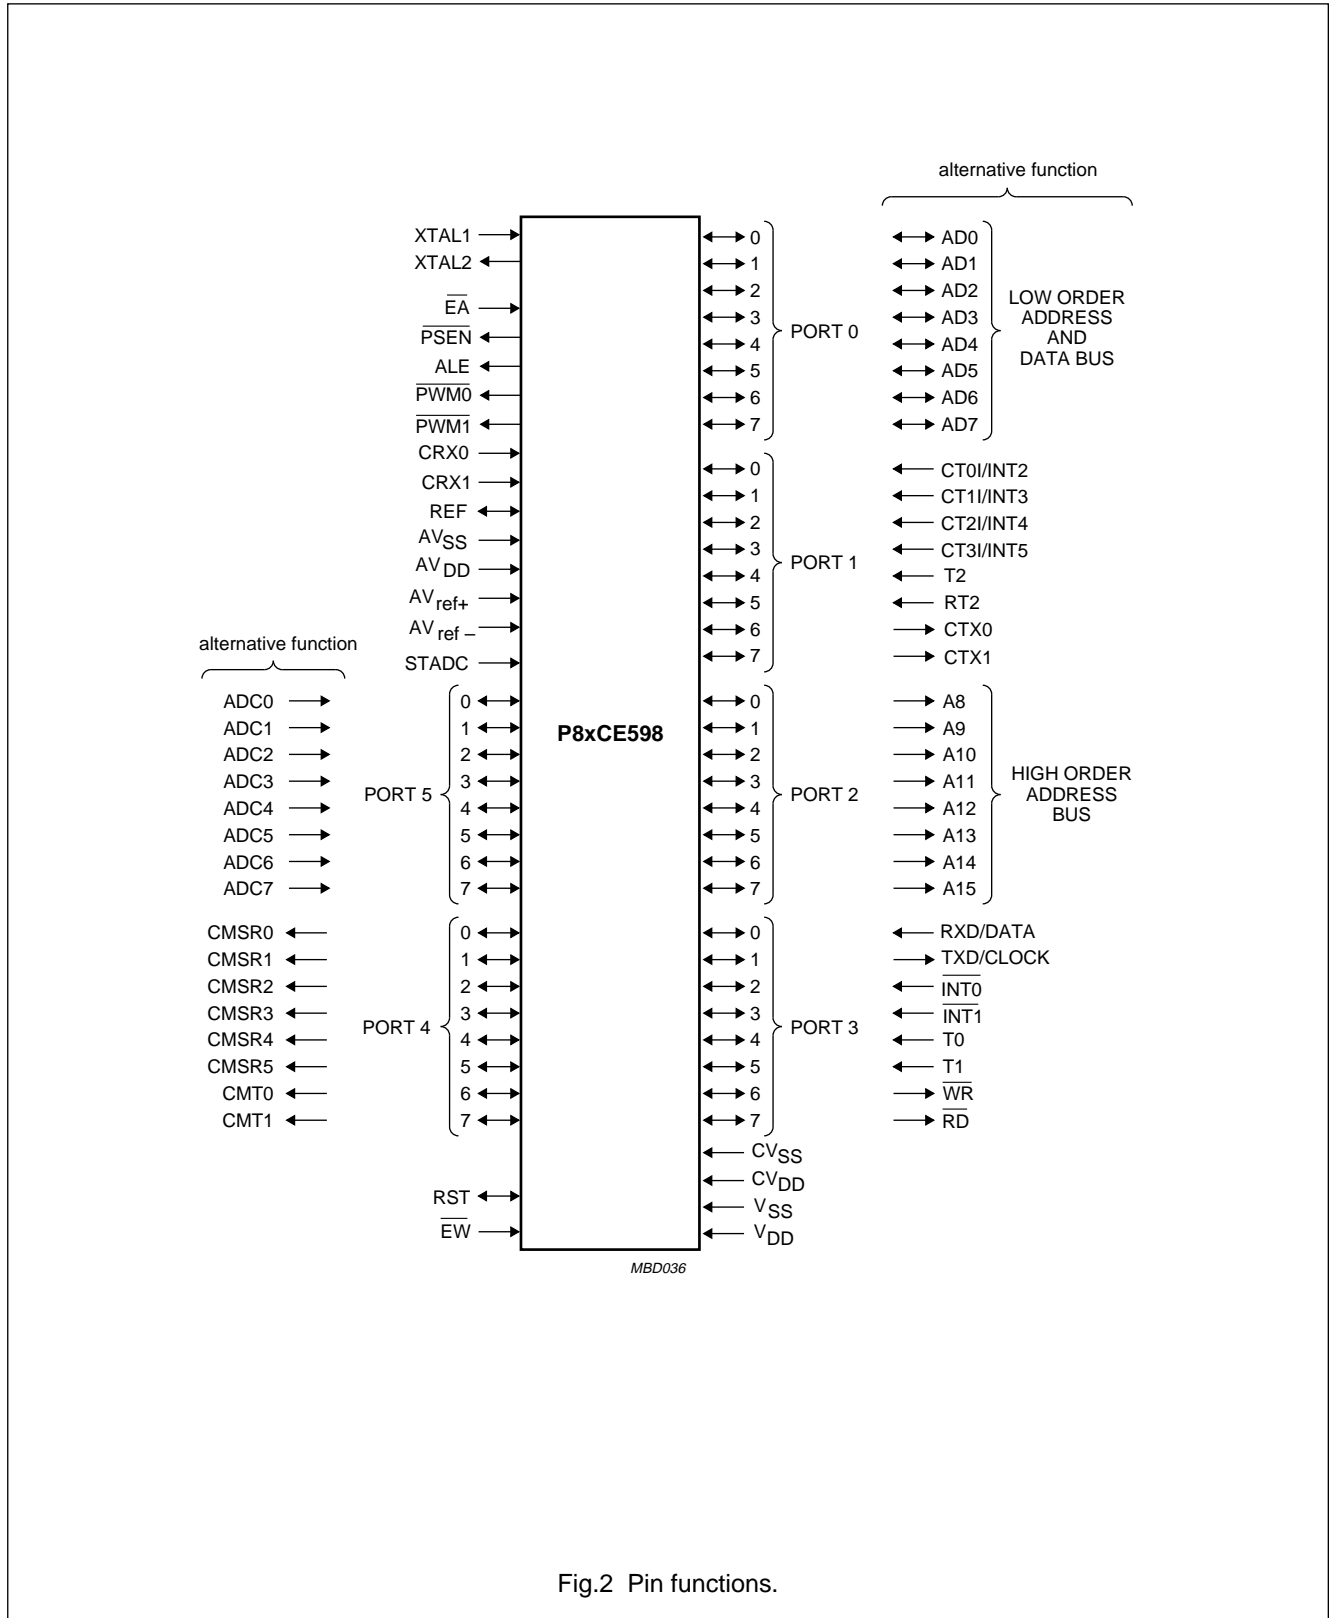 alternative function
XTAL1
XTAL2
EA
PSEN
ALE
PWM0
PWM1
CRX0
CRX1
REF
AVSS
AVDD
AVref+
AVref –
STADC
alternative function
ADC0 0
ADC1 1
ADC2 2
ADC3 3
ADC4 4
ADC5 5
ADC6 6
ADC7 7
PORT 5
CMSR0 0
CMSR1 1
CMSR2 2
CMSR3 3
CMSR4 4
CMSR5 5
CMT0 6
CMT1 7
PORT 4
RST
EW
P8xCE598
0 AD0
1 AD1
2 AD2
3 AD3
4 AD4
5 AD5
6 AD6
7 AD7
PORT 0
LOW ORDER
ADDRESS
AND
DATA BUS
0 CT0I/INT2
1 CT1I/INT3
2 CT2I/INT4
3 CT3I/INT5
4 T2
5 RT2
6 CTX0
7 CTX1
PORT 1
0 A8
1 A9
2 A10
3 A11
4 A12
5 A13
6 A14
7 A15
PORT 2
HIGH ORDER
ADDRESS
BUS
0 RXD/DATA
1 TXD/CLOCK
2 INT0
3 INT1
4 T0
5 T1
6 WR
7 RD
PORT 3
CVSS
CVDD
VSS
VDD
MBD036
Fig.2 Pin functions.